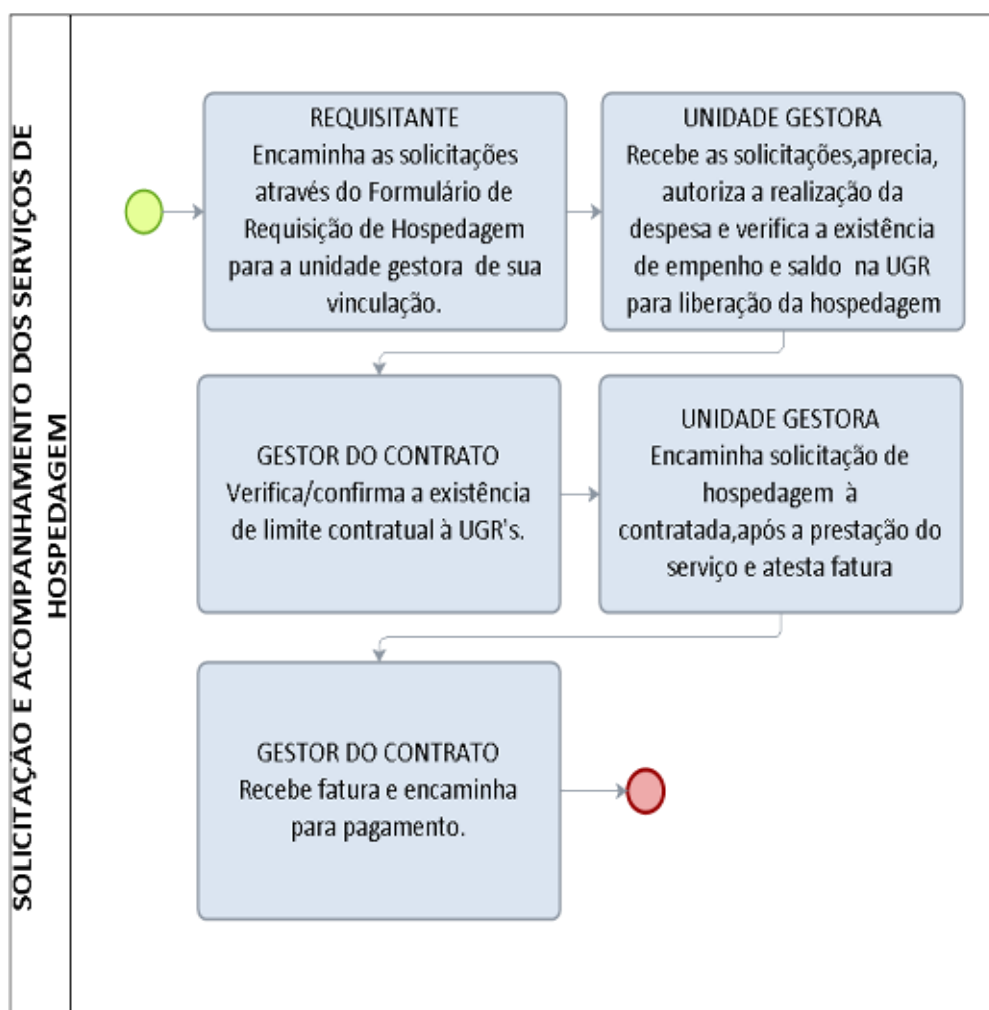 SOLICITAÇÃO E ACOMPANHAMENTO DOS SERVIÇOS DE
HOSPEDAGEM
REQUISITANTE
Encaminha as solicitações
através do Formulário de
Requisição de Hospedagem
para a unidade gestora de sua
vinculação.
UNIDADE GESTORA
Recebe as solicitações,aprecia,
autoriza a realização da
despesa e verifica a existência
de empenho e saldo na UGR
para liberação da hospedagem
GESTOR DO CONTRATO
Verifica/confirma a existência
de limite contratual à UGR's.
UNIDADE GESTORA
Encaminha solicitação de
hospedagem à
contratada,após a prestação do
serviço e atesta fatura
GESTOR DO CONTRATO
Recebe fatura e encaminha
para pagamento.